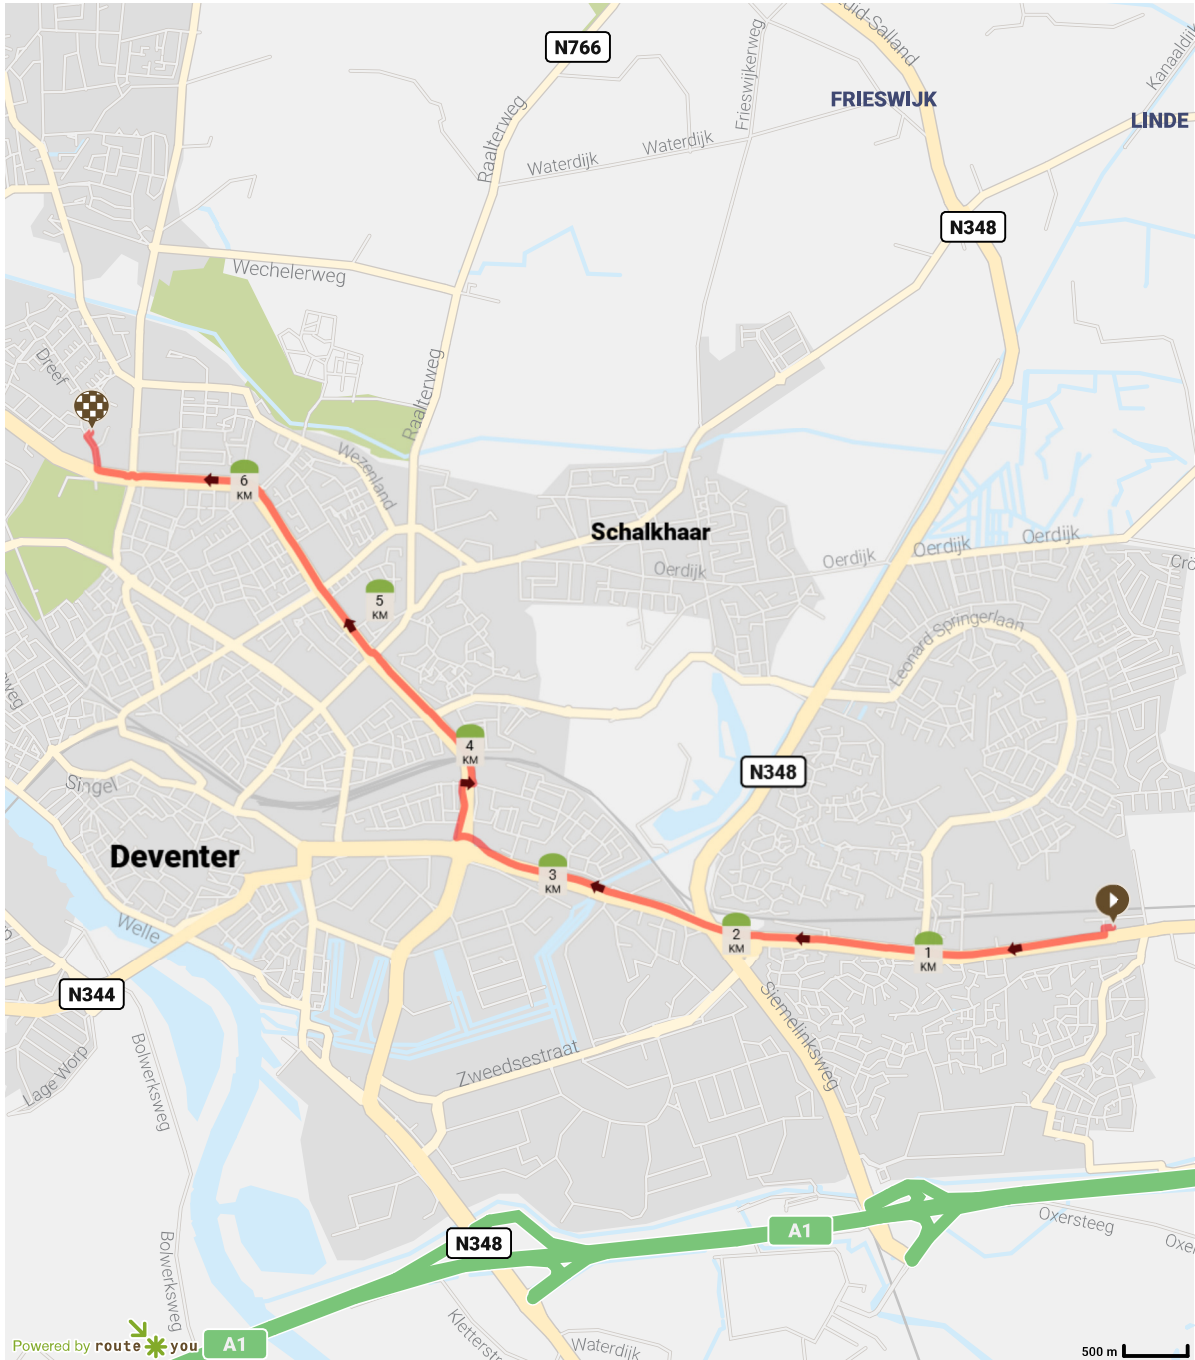 N766
Zuid-Salland
Kanaaldijk
Frieswijkerweg
FRIESWIJK
LINDE
Raalterweg
Waterdijk
Waterdijk
N348
Wechelerweg
Dreef
Raalterweg
Wezenland
6
KM
Schalkhaar
Oerdijk
Oerdijk
Oerdijk
Oerdijk
5
KM
Leonard Springerlaan
4
KM
N348
Singel
Deventer
3
KM
2
KM
1
KM
Welle
N344
Siemelinksweg
Zweedsestraat
Lage Worp
Bolwerksweg
Oxersteeg
A1
N348
Bolwerksweg
Waterdijk
A1
Powered by routeyou
500 m